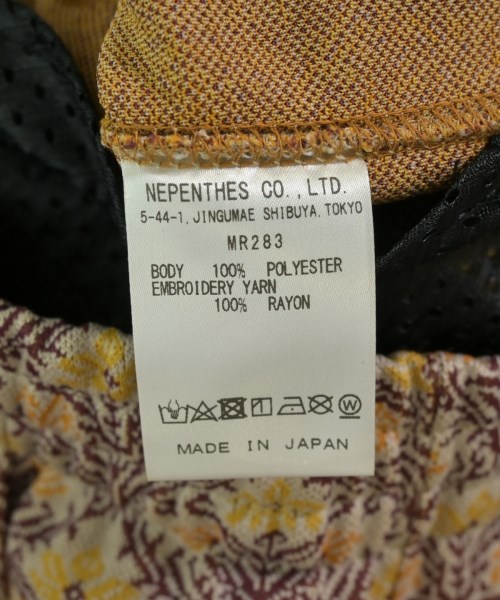 NEPENTHES CO.,LTD.
5-44-1, JINGUMAE SHIBUYA, TOKYO
MR283
BODY 100% POLYESTER
EMBROIDERY YARN
100% RAYON
MADE IN JAPAN